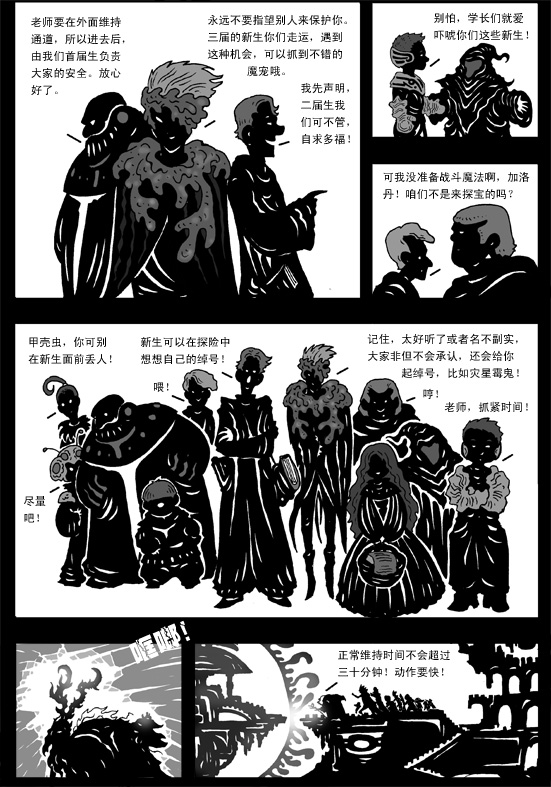 老师要在外面维持
通道，所以进去后，
由我们首届生负责
大家的安全。放心
好了。
永远不要指望别人来保护你。
三届的新生你们走运，遇到
这种机会，可以抓到不错的
魔宠哦。
我先声明，
二届生我
们可不管，
自求多福！
别怕，学长们就爱
吓唬你们这些新生！
可我没准备战斗魔法啊，加洛
丹！咱们不是来探宝的吗？
甲壳虫，你可别
在新生面前丢人！
新生可以在探险中
想想自己的绰号！
喂！
记住，太好听了或者名不副实，
大家非但不会承认，还会给你
起绰号，比如灾星霉鬼！
哼！
老师，抓紧时间！
尽量
吧！
喔啷！
正常维持时间不会超过
三十分钟！动作要快！